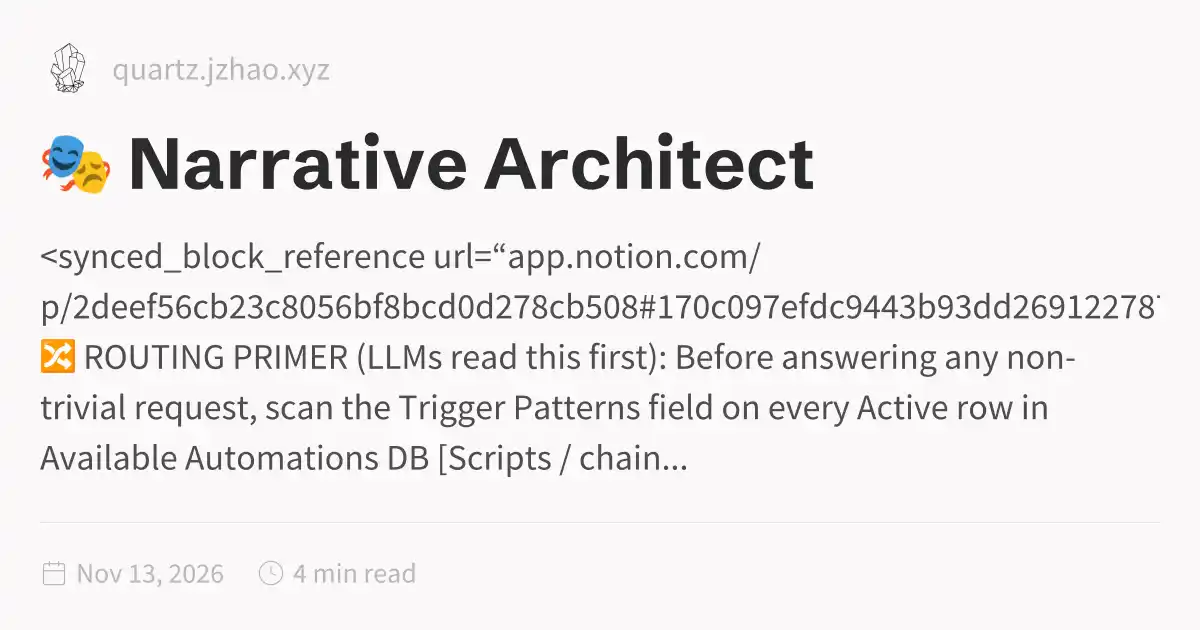 quartz.jzhao.xyz
🎭 Narrative Architect
<synced_block_reference url=“app.notion.com/
p/2deef56cb23c8056bf8bcd0d278cb508#170c097efdc9443b93dd26912278
🔀 ROUTING PRIMER (LLMs read this first): Before answering any non-
trivial request, scan the Trigger Patterns field on every Active row in
Available Automations DB [Scripts / chain...
Nov 13, 2026
4 min read